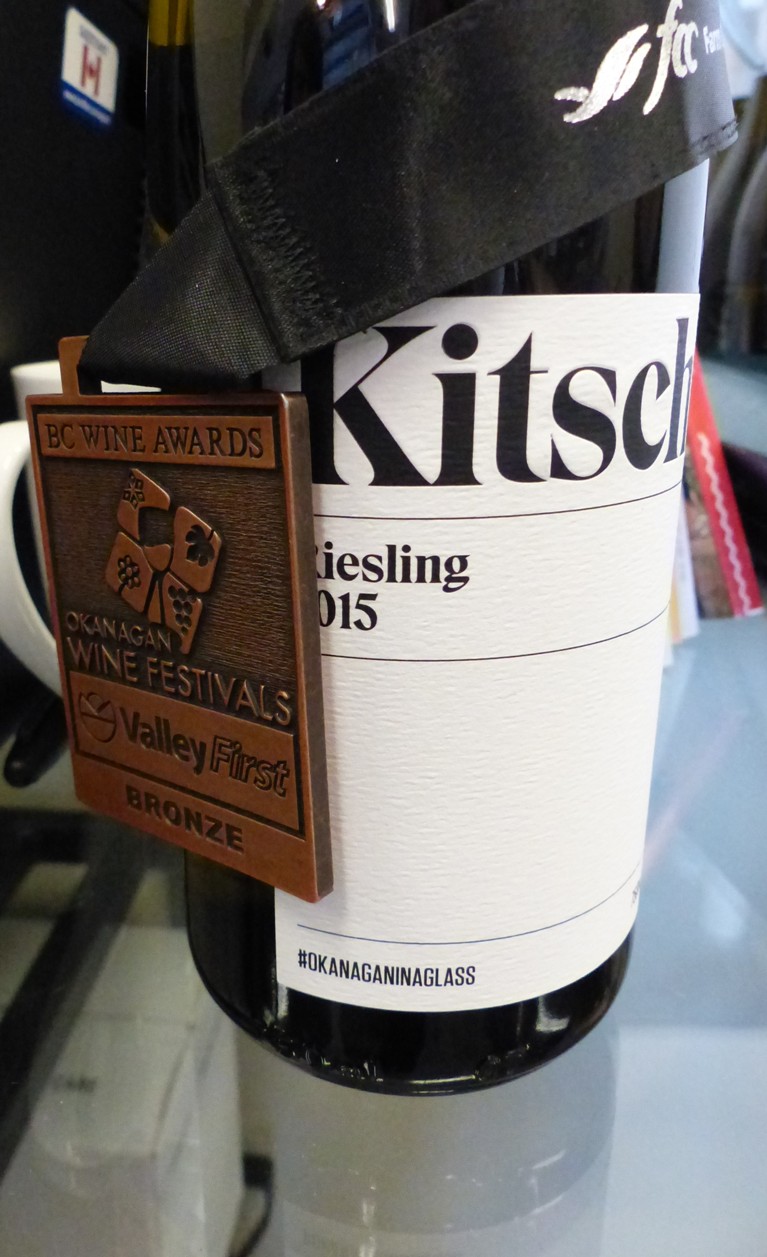 fcc
Kitsch
iesling
015
BC WINE AWARDS
OKANAGAN
WINE FESTIVALS
Valley First
BRONZE
#OKANAGANINAGLASS